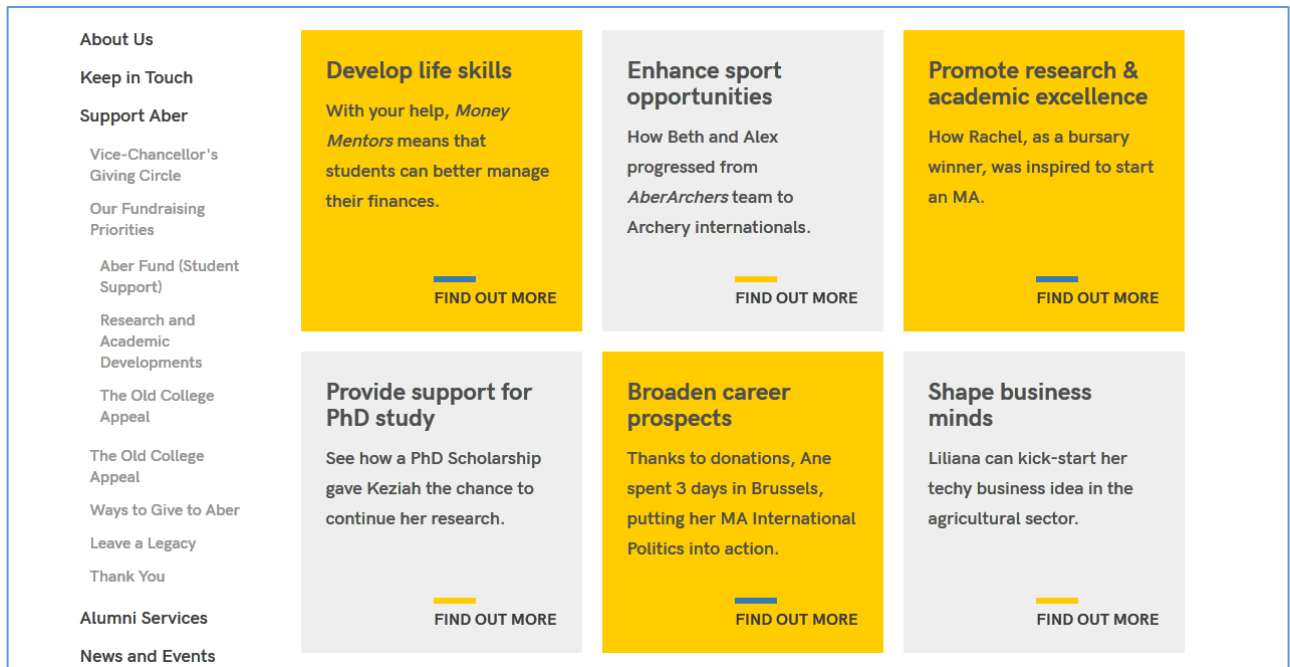 About Us
Keep in Touch
Support Aber
Vice-Chancellor's
Giving Circle
Our Fundraising
Priorities
Aber Fund (Student
Support)
Research and
Academic
Developments
The Old College
Appeal
The Old College
Appeal
Ways to Give to Aber
Leave a Legacy
Thank You
Alumni Services
News and Events
Develop life skills
With your help, Money
Mentors means that
students can better manage
their finances.
FIND OUT MORE
Enhance sport
opportunities
How Beth and Alex
progressed from
AberArchers team to
Archery internationals.
FIND OUT MORE
Promote research &
academic excellence
How Rachel, as a bursary
winner, was inspired to start
an MA.
FIND OUT MORE
Provide support for
PhD study
See how a PhD Scholarship
gave Keziah the chance to
continue her research.
FIND OUT MORE
Broaden career
prospects
Thanks to donations, Ane
spent 3 days in Brussels,
putting her MA International
Politics into action.
FIND OUT MORE
Shape business
minds
Liliana can kick-start her
techy business idea in the
agricultural sector.
FIND OUT MORE